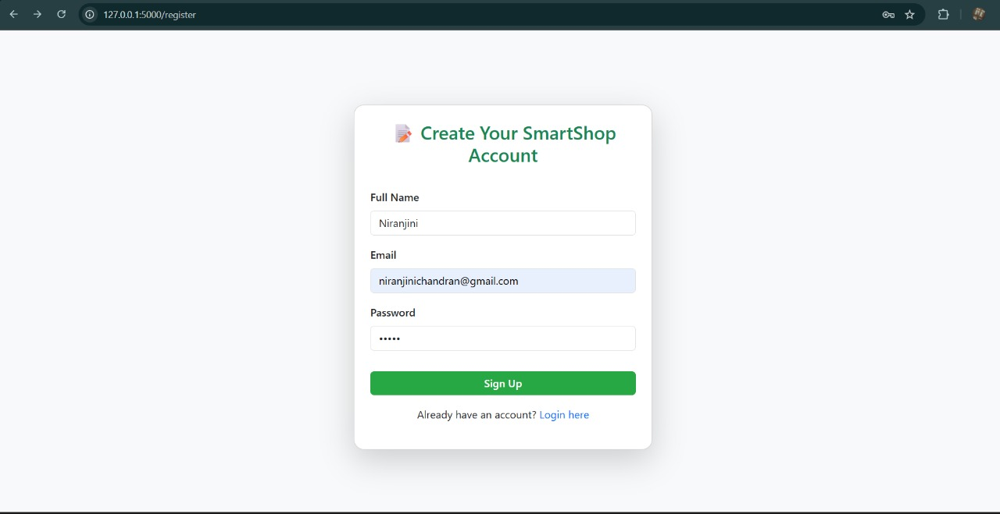 127.0.0.1:5000/register
Create Your SmartShop
Account
Full Name
Niranjini
Email
niranjinichandran@gmail.com
Password
•••••
Sign Up
Already have an account? Login here